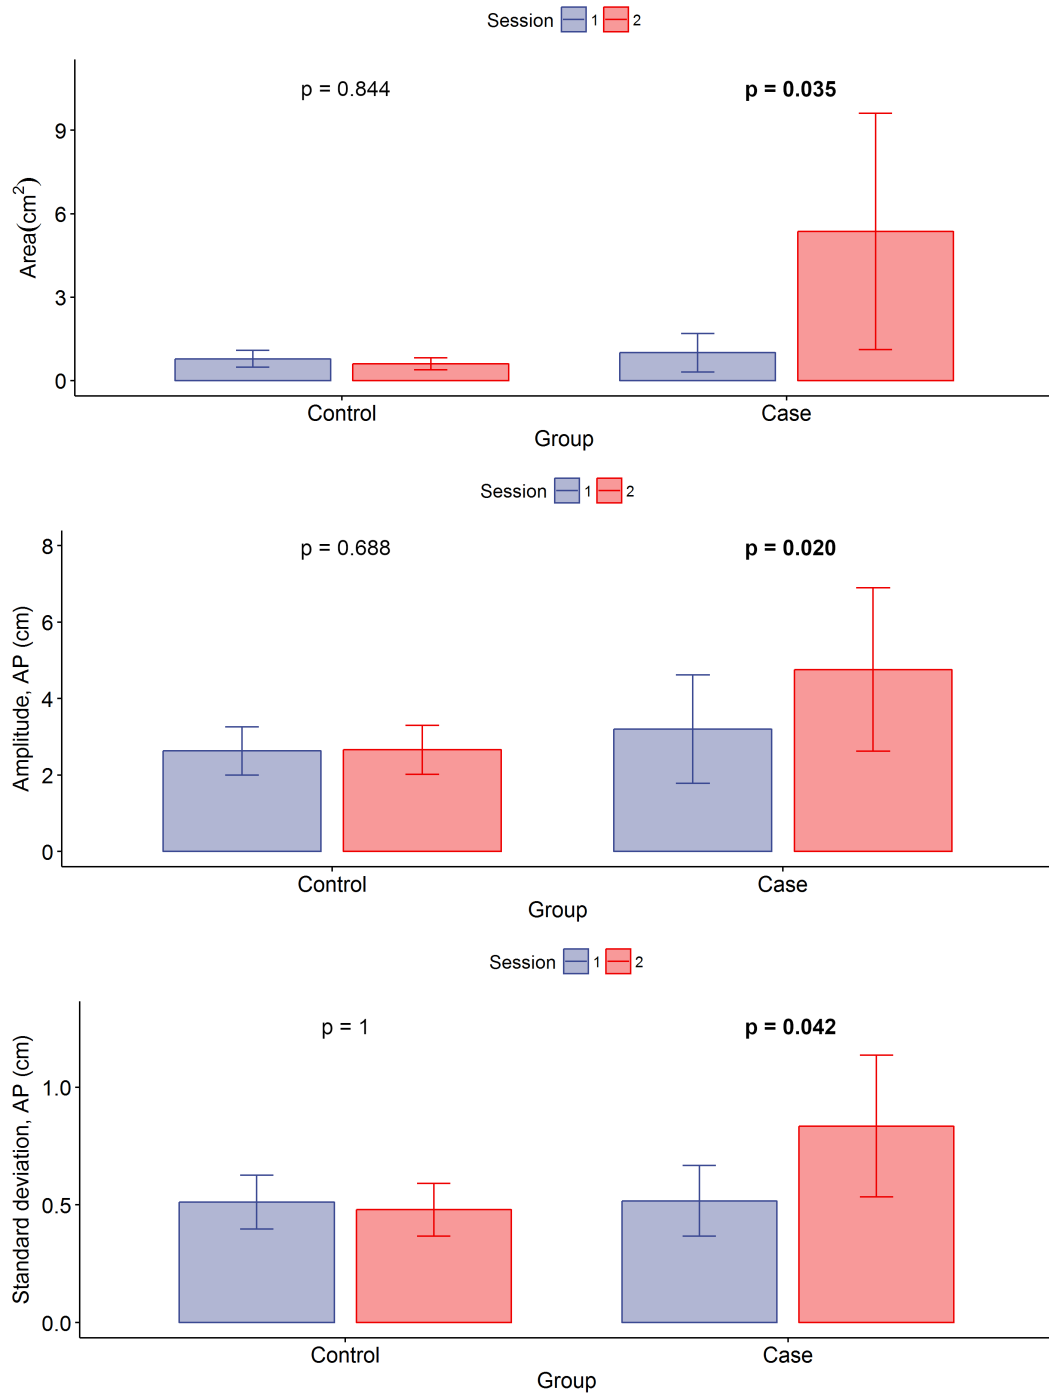 Session 1 2
p = 0.844
p = 0.035
Area(cm²)
9
6
3
0
Control
Case
Group
Session 1 2
p = 0.688
p = 0.020
Amplitude, AP (cm)
8
6
4
2
0
Control
Case
Group
Session 1 2
p = 1
p = 0.042
Standard deviation, AP (cm)
1.0
0.5
0.0
Control
Case
Group